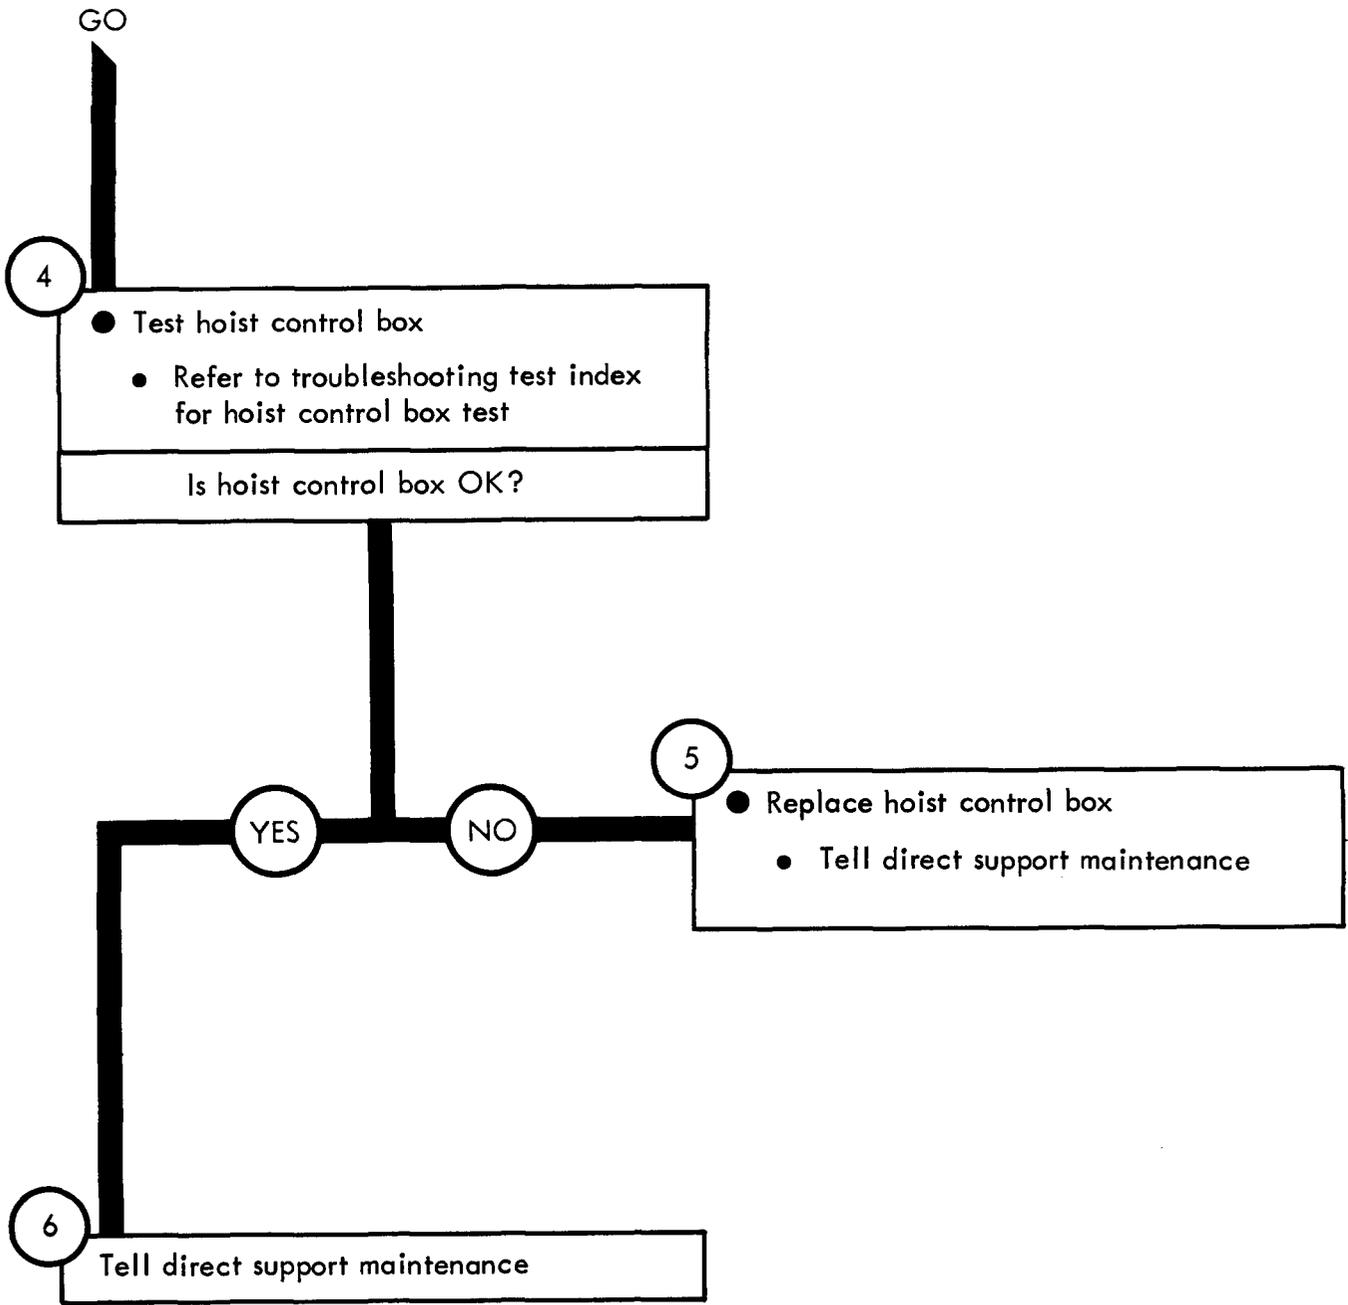 GO
4
● Test hoist control box
● Refer to troubleshooting test index
for hoist control box test
Is hoist control box OK?
5
● Replace hoist control box
● Tell direct support maintenance
YES
NO
6
Tell direct support maintenance